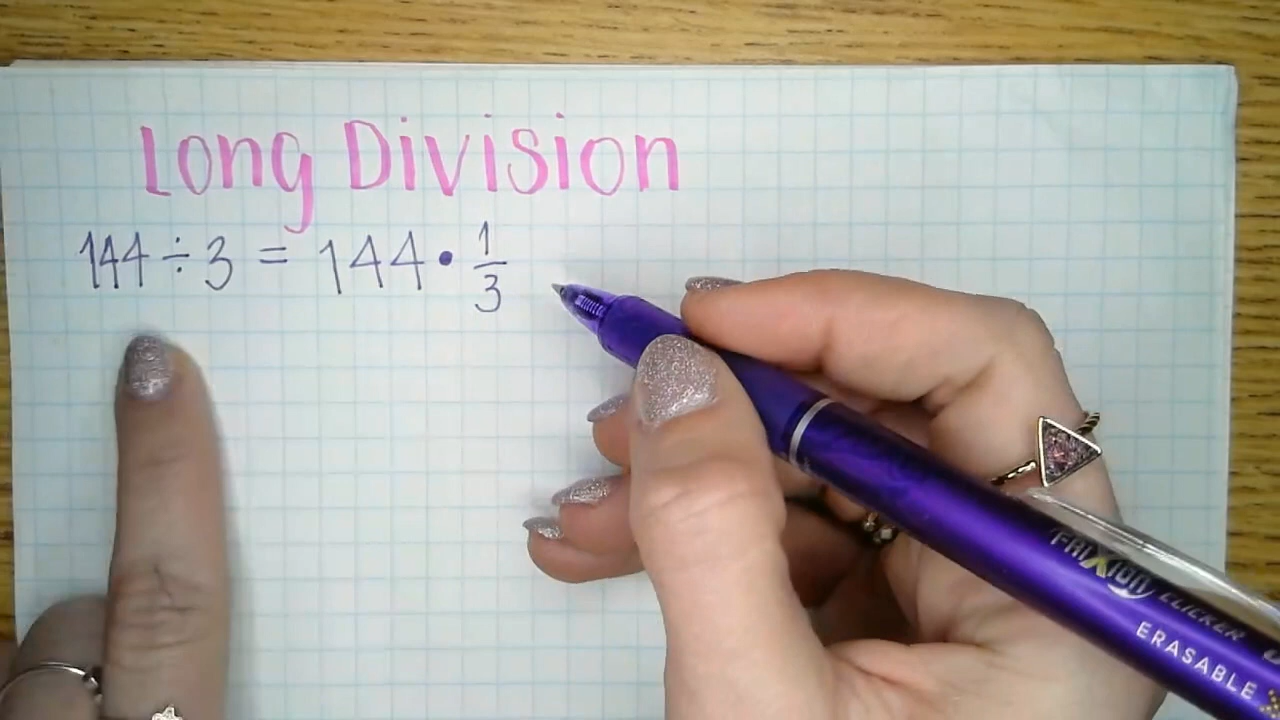 Long Division
144 ÷ 3 = 144 • 1/3
FRIXION CLICKER
ERASABLE